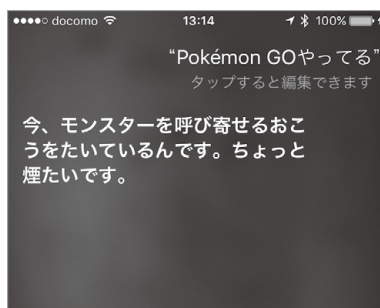 docomo 13:14 100%
“Pokémon GOやってる”
タップすると編集できます
今、モンスターを呼び寄せるおこ
うをたいているんです。ちょっと
煙たいです。